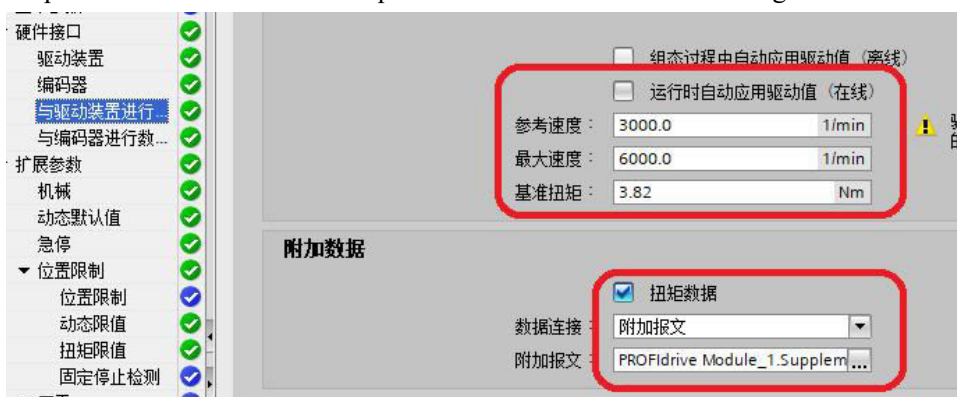 硬件接口
驱动装置
编码器
与驱动装置进行...
与编码器进行数...
扩展参数
机械
动态默认值
急停
位置限制
位置限制
动态限值
扭矩限值
固定停止检测
组态过程中自动应用驱动值（离线）
运行时自动应用驱动值（在线）
参考速度： 3000.0 1/min
最大速度： 6000.0 1/min
基准扭矩： 3.82 Nm
附加数据
扭矩数据
数据连接： 附加报文
附加报文： PROFIdrive Module_1.Supplem ...